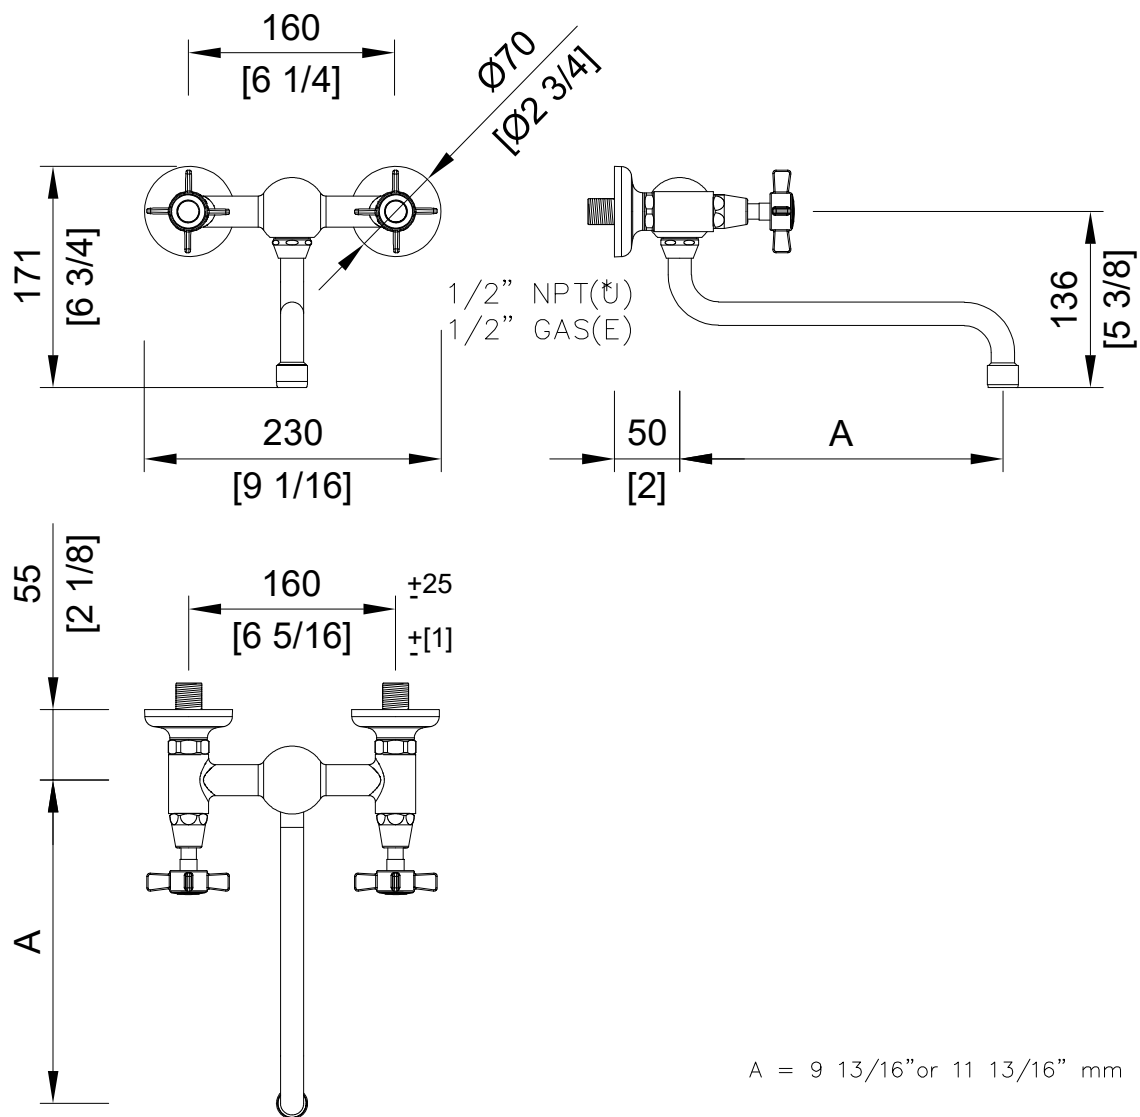 160
[6 1/4]
Ø70
[Ø2 3/4]
171
[6 3/4]
1/2" NPT(*U)
1/2" GAS(E)
136
[5 3/8]
230
[9 1/16]
50
[2]
A
55
[2 1/8]
160
[6 5/16]
±25
±[1]
A
A = 9 13/16"or 11 13/16" mm